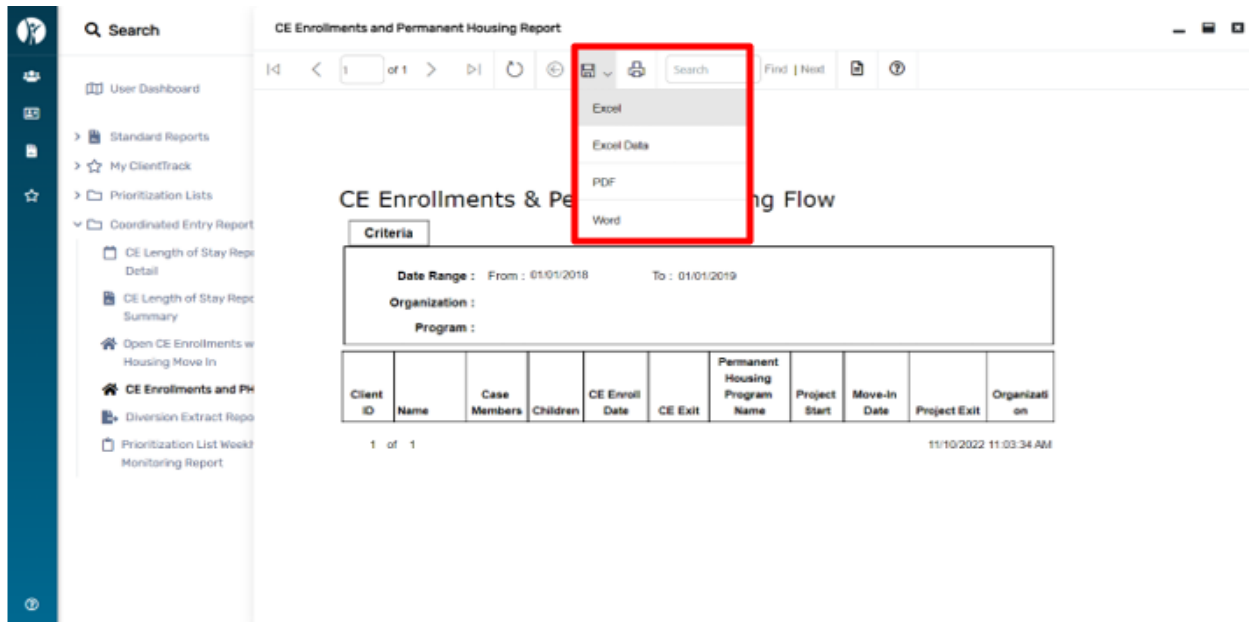 Search
User Dashboard
Standard Reports
My ClientTrack
Prioritization Lists
Coordinated Entry Report
CE Length of Stay Repo
Detail
CE Length of Stay Repo
Summary
Open CE Enrollments w
Housing Move In
CE Enrollments and PH
Diversion Extract Repo
Prioritization List Weekl
Monitoring Report
CE Enrollments and Permanent Housing Report
1 of 1 Search Find | Next
Excel
Excel Data
PDF
Word
CE Enrollments & Pe ng Flow
Criteria
Date Range : From : 01/01/2018 To : 01/01/2019
Organization :
Program :
Client ID
Name
Case Members
Children
CE Enroll Date
CE Exit
Permanent Housing Program Name
Project Start
Move-In Date
Project Exit
Organizati on
1 of 1 11/10/2022 11:03:34 AM